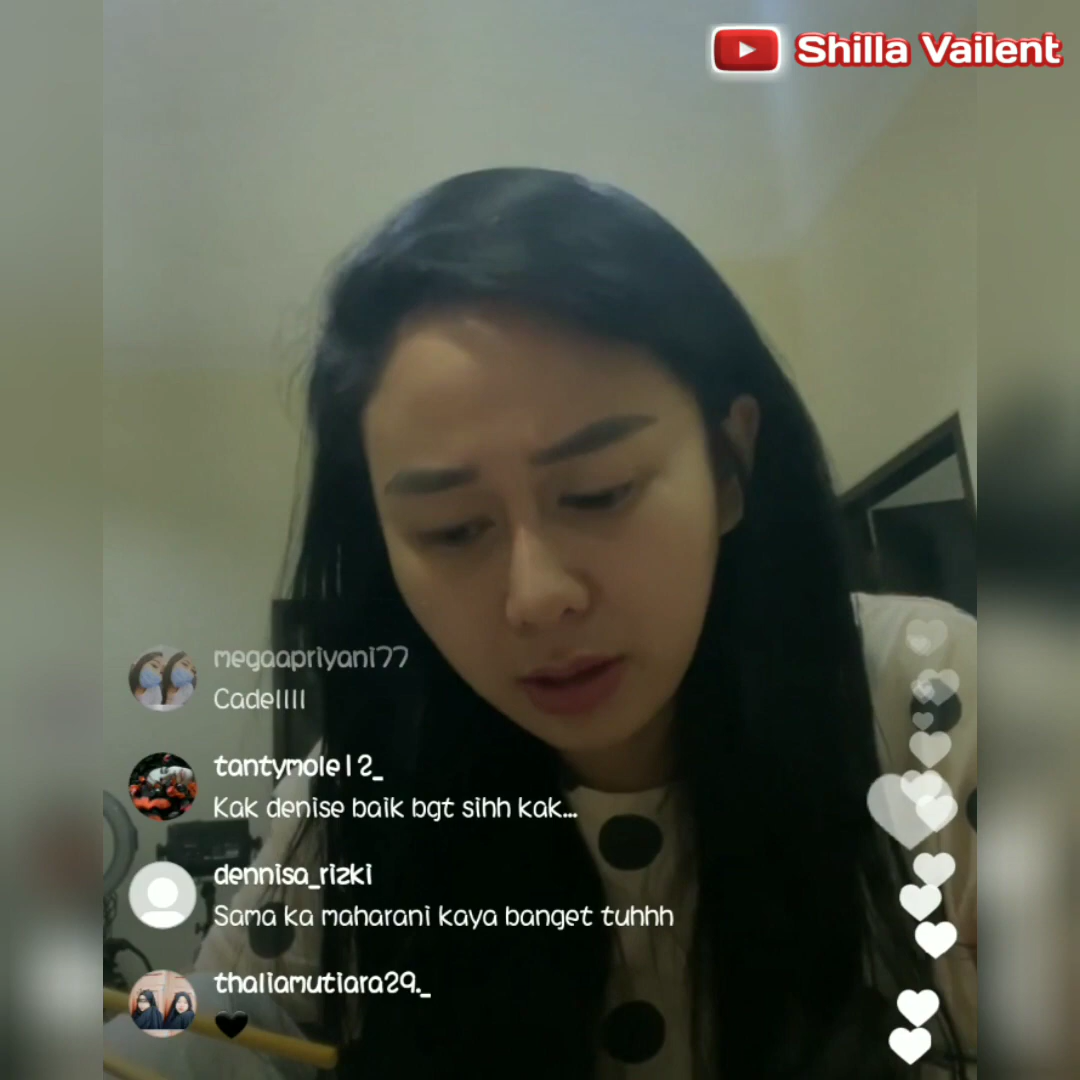 Shilla Vailent
megaapriyani77
Cadellll
tantymole12_
Kak denise baik bgt sihh kak...
dennisa_rizki
Sama ka maharani kaya banget tuhhh
thaliamutiara29._
🖤